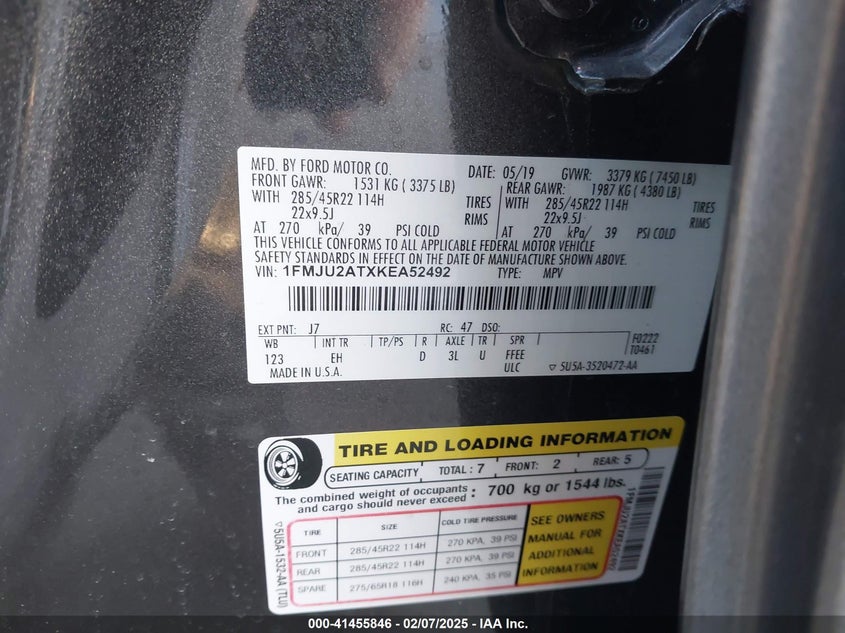 MFD. BY FORD MOTOR CO.
DATE: 05/19 GVWR: 3379 KG (7450 LB)
FRONT GAWR: 1531 KG (3375 LB)
REAR GAWR: 1987 KG (4380 LB)
WITH 285/45R22 114H TIRES
WITH 285/45R22 114H TIRES
22x9.5J RIMS
22x9.5J RIMS
AT 270 kPa/ 39 PSI COLD
AT 270 kPa/ 39 PSI COLD
THIS VEHICLE CONFORMS TO ALL APPLICABLE FEDERAL MOTOR VEHICLE
SAFETY STANDARDS IN EFFECT ON THE DATE OF MANUFACTURE SHOWN ABOVE.
VIN: 1FMJU2ATXKEA52492 TYPE: MPV
EXT PNT: J7 RC: 47 DSO:
WB INT TR TP/PS R AXLE TR SPR
123 EH D 3L U FFEE
ULC
F0222
T0461
MADE IN U.S.A.
▽ 5U5A-3520472-AA
TIRE AND LOADING INFORMATION
SEATING CAPACITY TOTAL: 7 FRONT: 2 REAR: 5
The combined weight of occupants and cargo should never exceed: 700 kg or 1544 lbs.
TIRE SIZE COLD TIRE PRESSURE
FRONT 285/45R22 114H 270 KPA, 39 PSI
REAR 285/45R22 114H 270 KPA, 39 PSI
SPARE 275/65R18 116H 240 KPA, 35 PSI
SEE OWNERS
MANUAL FOR
ADDITIONAL
INFORMATION
▽5U5A-1532-AA (TLU)
000-41455846 - 02/07/2025 - IAA Inc.